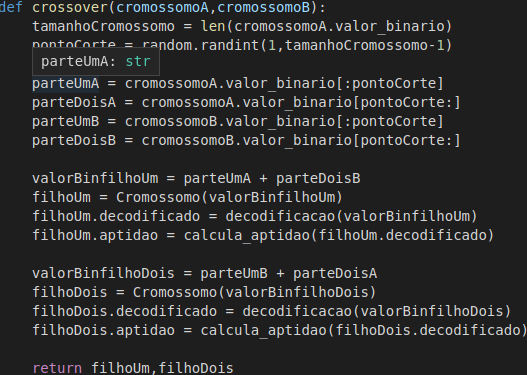 def crossover(cromossomoA,cromossomoB):
tamanhoCromossomo = len(cromossomoA.valor_binario)
pontoCorte = random.randint(1,tamanhoCromossomo-1)
parteUmA: str
parteUmA = cromossomoA.valor_binario[:pontoCorte]
parteDoisA = cromossomoA.valor_binario[pontoCorte:]
parteUmB = cromossomoB.valor_binario[:pontoCorte]
parteDoisB = cromossomoB.valor_binario[pontoCorte:]
valorBinfilhoUm = parteUmA + parteDoisB
filhoUm = Cromossomo(valorBinfilhoUm)
filhoUm.decodificado = decodificacao(valorBinfilhoUm)
filhoUm.aptidao = calcula_aptidao(filhoUm.decodificado)
valorBinfilhoDois = parteUmB + parteDoisA
filhoDois = Cromossomo(valorBinfilhoDois)
filhoDois.decodificado = decodificacao(valorBinfilhoDois)
filhoDois.aptidao = calcula_aptidao(filhoDois.decodificado)
return filhoUm,filhoDois